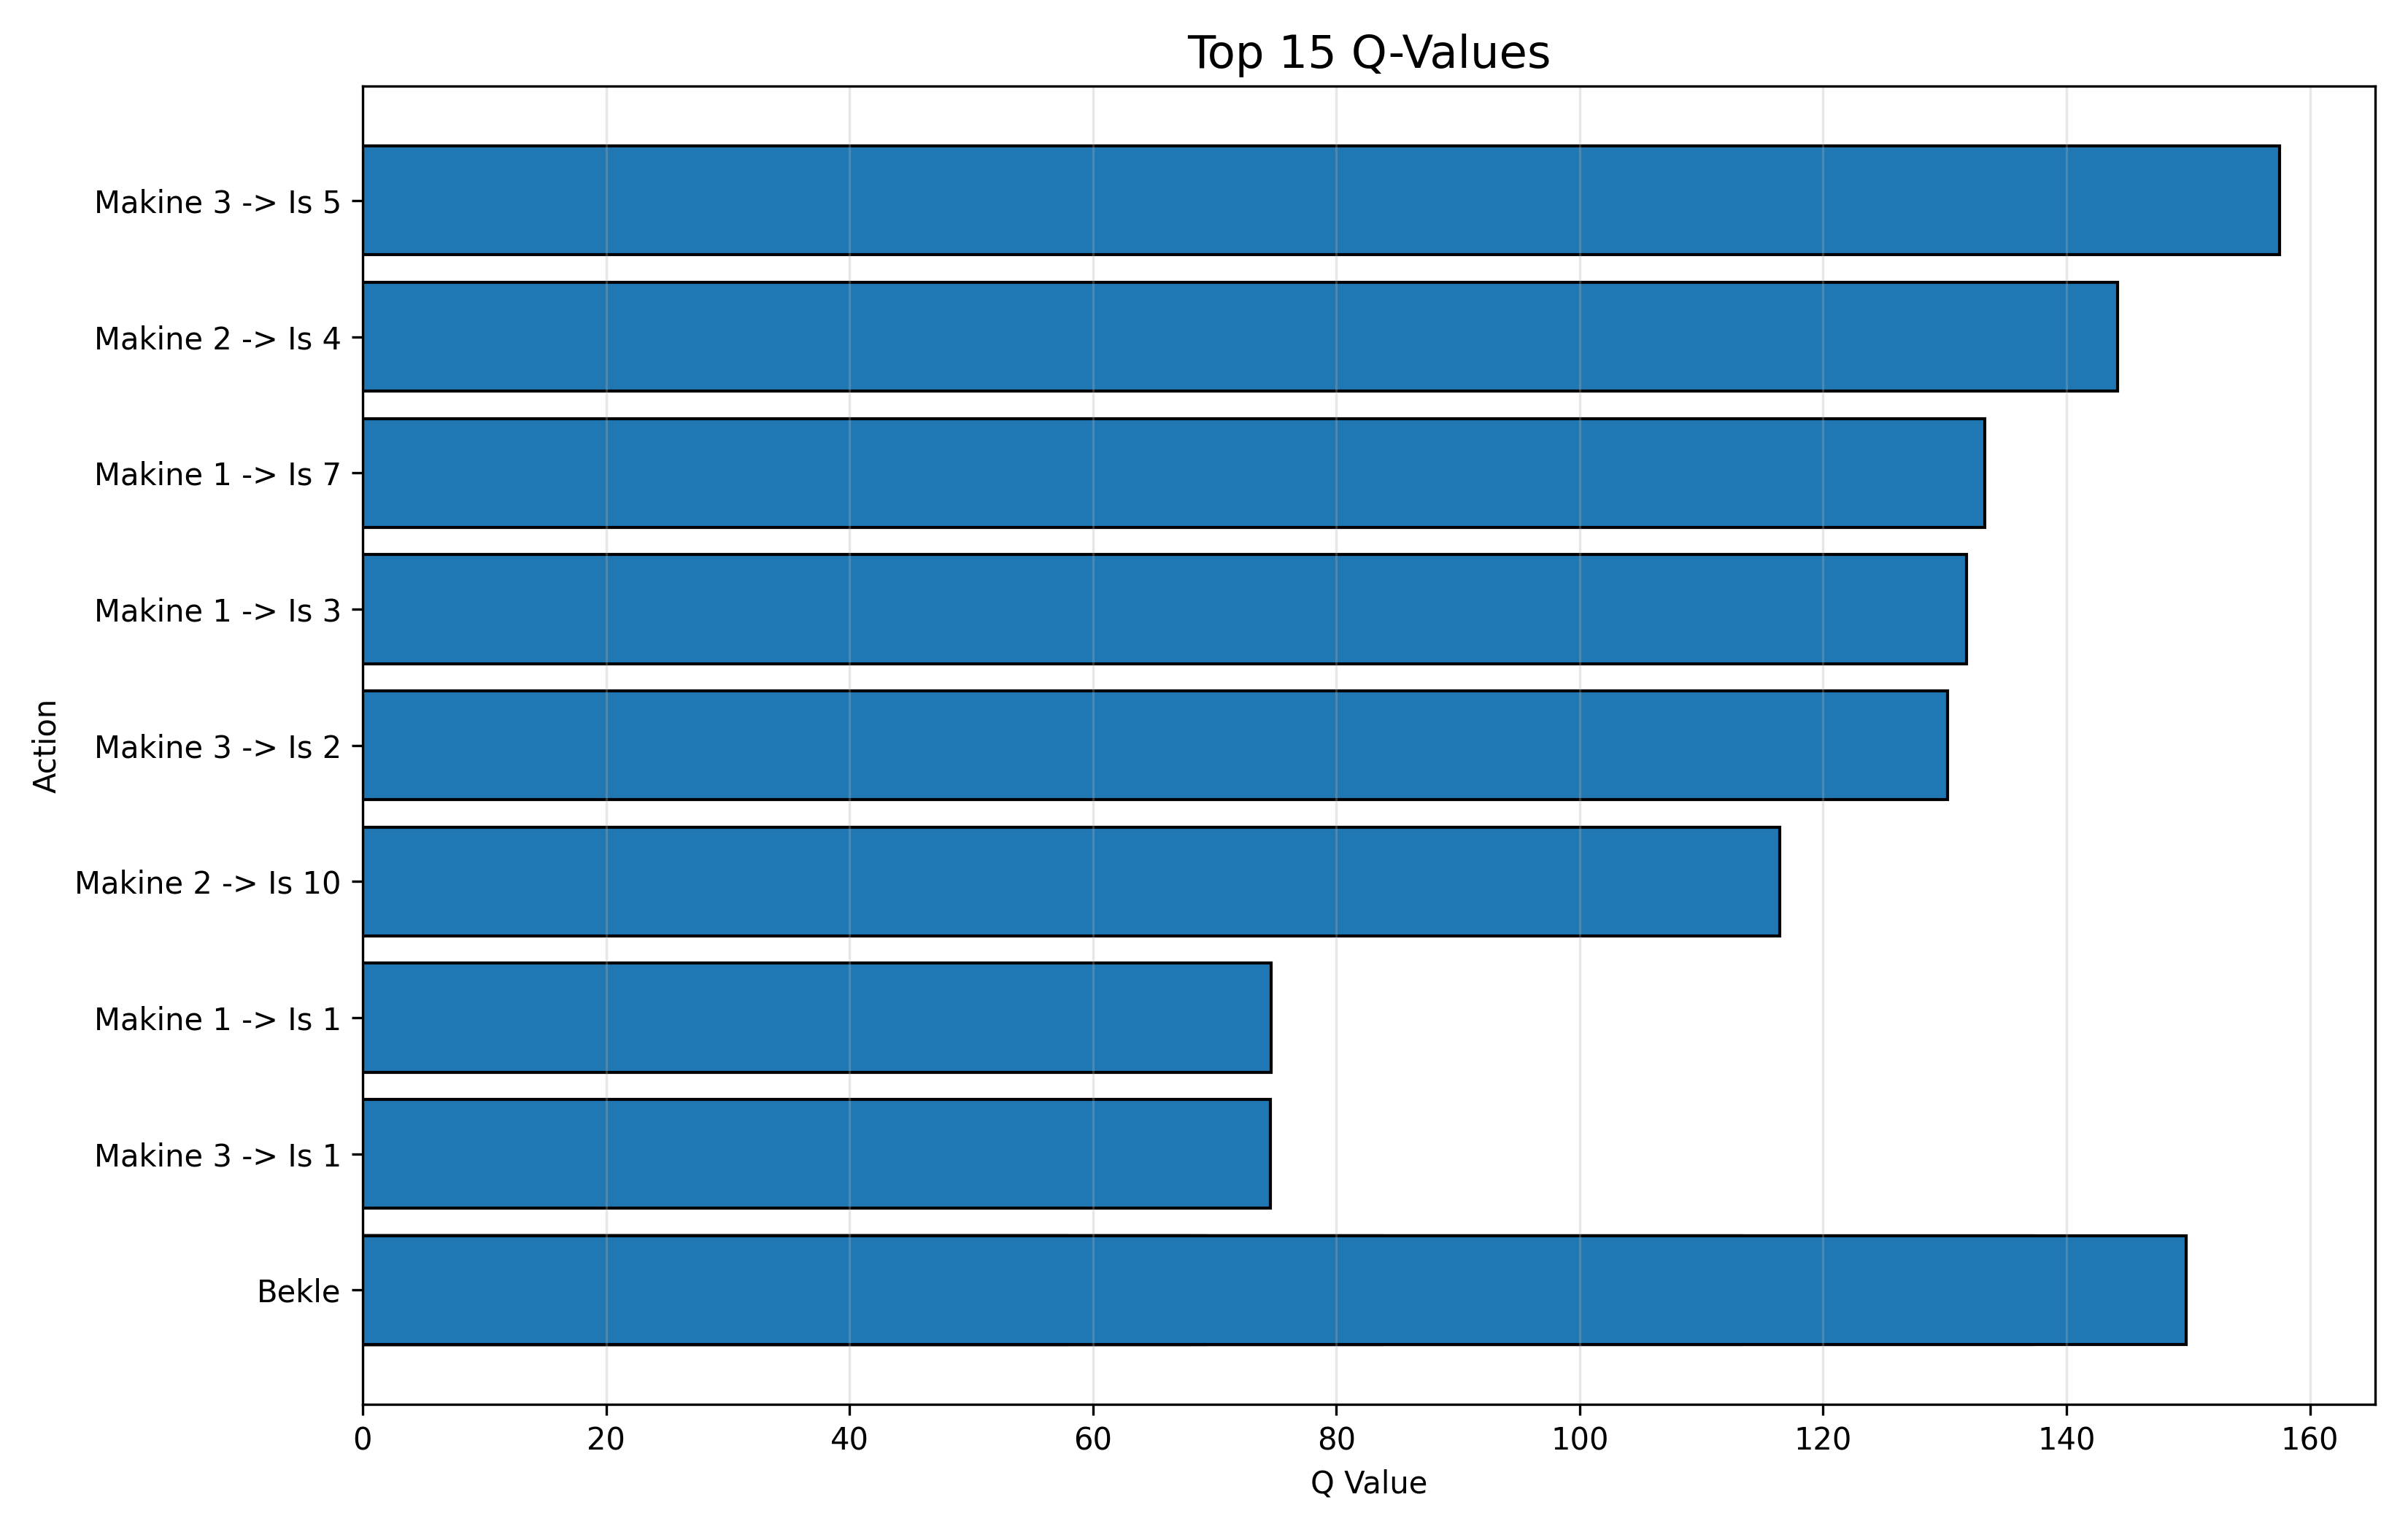 Top 15 Q-Values
Makine 3 -> Is 5
Makine 2 -> Is 4
Makine 1 -> Is 7
Makine 1 -> Is 3
Makine 3 -> Is 2
Makine 2 -> Is 10
Makine 1 -> Is 1
Makine 3 -> Is 1
Bekle
Action
0 20 40 60 80 100 120 140 160
Q Value